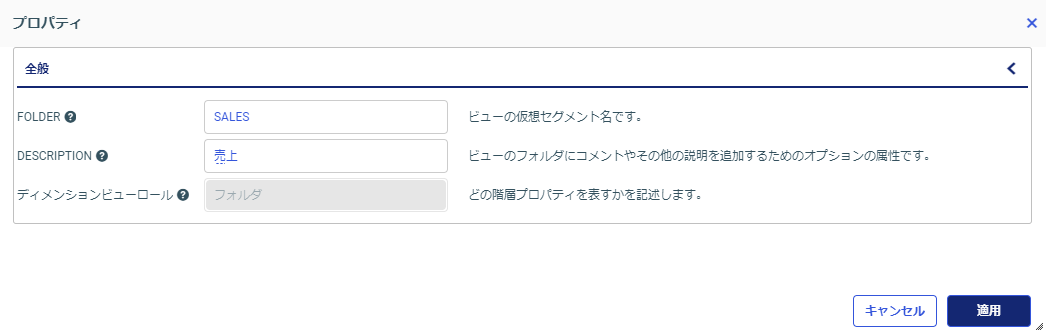 プロパティ
全般
FOLDER SALES ビューの仮想セグメント名です。
DESCRIPTION 売上 ビューのフォルダにコメントやその他の説明を追加するためのオプションの属性です。
ディメンションビューロール フォルダ どの階層プロパティを表すかを記述します。
キャンセル 適用